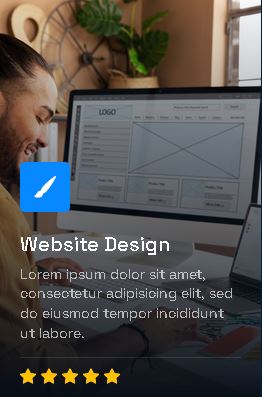 LOGO
Website Design
Lorem ipsum dolor sit amet,
consectetur adipisicing elit, sed
do eiusmod tempor incididunt
ut labore.